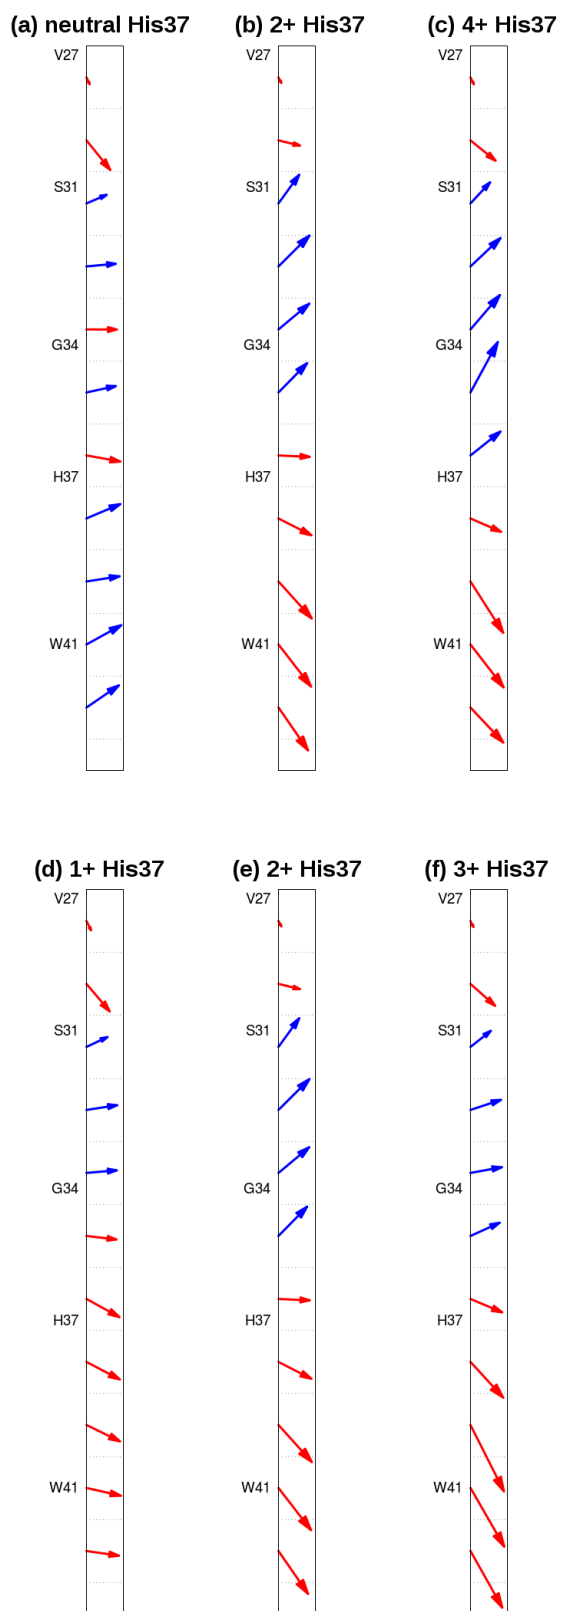 (a) neutral His37
(b) 2+ His37
(c) 4+ His37
V27
V27
V27
S31
S31
S31
G34
G34
G34
H37
H37
H37
W41
W41
W41
(d) 1+ His37
(e) 2+ His37
(f) 3+ His37
V27
V27
V27
S31
S31
S31
G34
G34
G34
H37
H37
H37
W41
W41
W41